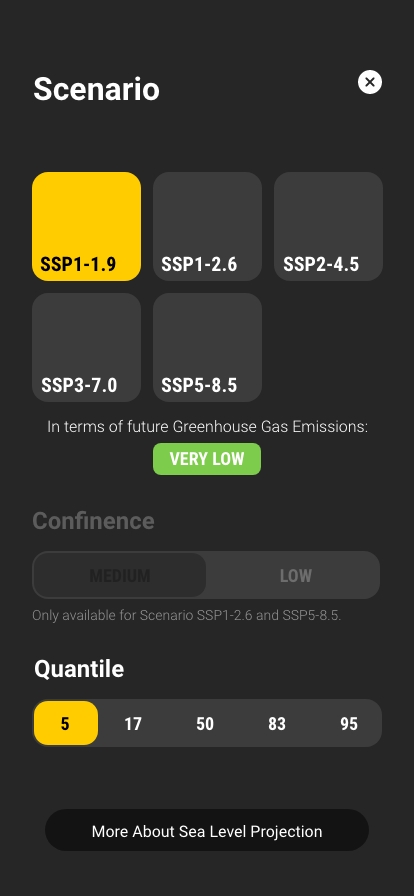 Scenario
SSP1-1.9
SSP1-2.6
SSP2-4.5
SSP3-7.0
SSP5-8.5
In terms of future Greenhouse Gas Emissions:
VERY LOW
Confinence
MEDIUM
LOW
Only available for Scenario SSP1-2.6 and SSP5-8.5.
Quantile
5
17
50
83
95
More About Sea Level Projection